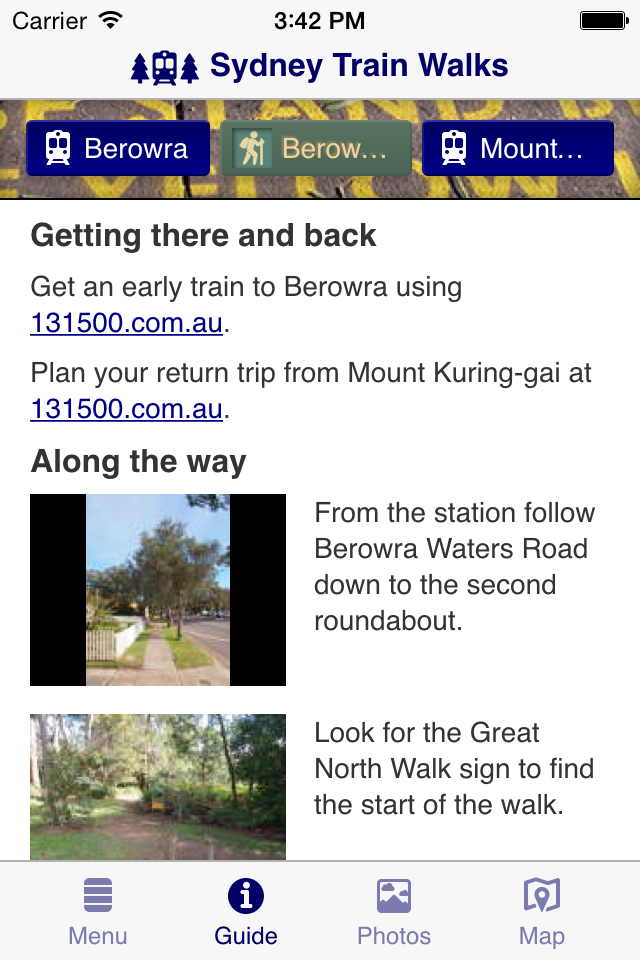 Carrier 3:42 PM
Sydney Train Walks
Berowra Berow... Mount...
Getting there and back
Get an early train to Berowra using
131500.com.au.
Plan your return trip from Mount Kuring-gai at
131500.com.au.
Along the way
From the station follow
Berowra Waters Road
down to the second
roundabout.
Look for the Great
North Walk sign to find
the start of the walk.
Menu Guide Photos Map